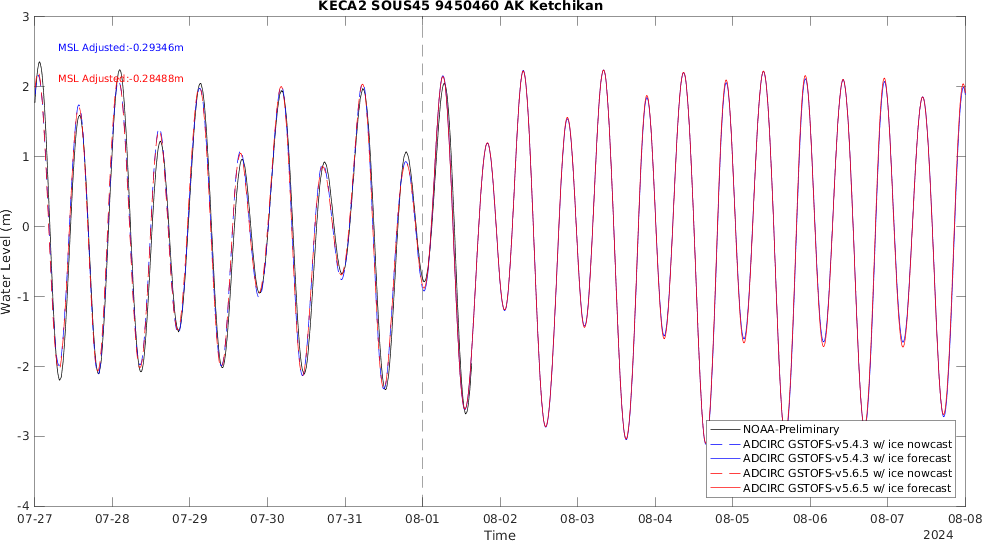 KECA2 SOUS45 9450460 AK Ketchikan
MSL Adjusted:-0.29346m
MSL Adjusted:-0.28488m
Water Level (m)
3
2
1
0
-1
-2
-3
-4
07-27 07-28 07-29 07-30 07-31 08-01 08-02 08-03 08-04 08-05 08-06 08-07 08-08
Time
2024
NOAA-Preliminary
ADCIRC GSTOFS-v5.4.3 w/ ice nowcast
ADCIRC GSTOFS-v5.4.3 w/ ice forecast
ADCIRC GSTOFS-v5.6.5 w/ ice nowcast
ADCIRC GSTOFS-v5.6.5 w/ ice forecast